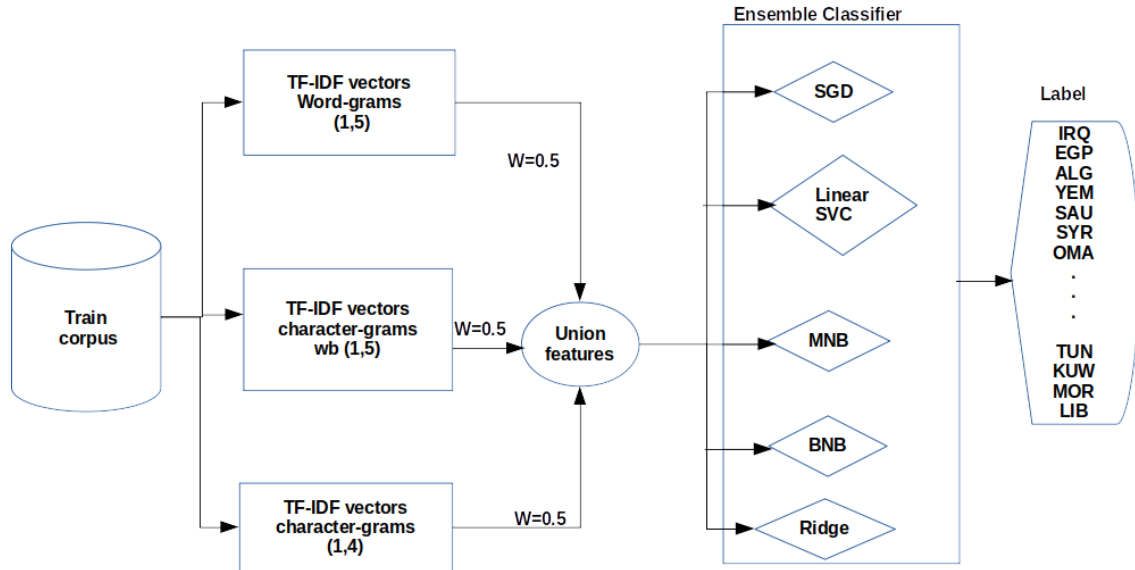 Ensemble Classifier
TF-IDF vectors
Word-grams
(1,5)
W=0.5
Train
corpus
TF-IDF vectors
character-grams
wb (1,5)
W=0.5
TF-IDF vectors
character-grams
(1,4)
W=0.5
Union
features
SGD
Linear
SVC
MNB
BNB
Ridge
Label
IRQ
EGP
ALG
YEM
SAU
SYR
OMA
.
.
.
TUN
KUW
MOR
LIB